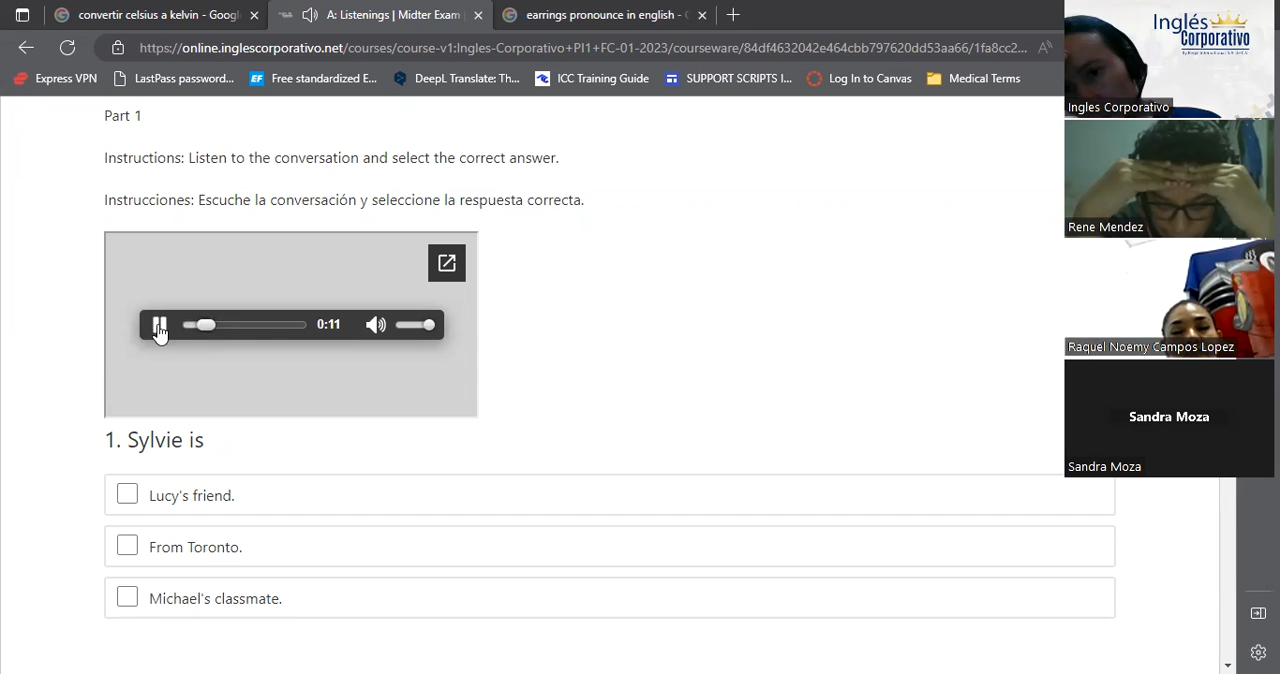 convertir celsius a kelvin - Googl
A: Listenings | Midter Exam
earrings pronounce in english - G
https://online.inglescorporativo.net/courses/course-v1:Ingles-Corporativo+PI1+FC-01-2023/courseware/84df4632042e464cbb797620dd53aa66/1fa8cc2...
Express VPN
LastPass password...
EF Free standardized E...
DeepL Translate: Th...
ICC Training Guide
SUPPORT SCRIPTS I...
Log In to Canvas
Medical Terms
Part 1
Instructions: Listen to the conversation and select the correct answer.
Instrucciones: Escuche la conversación y seleccione la respuesta correcta.
0:11
1. Sylvie is
Lucy's friend.
From Toronto.
Michael's classmate.
Inglés
Corporativo
Ingles Corporativo
Rene Mendez
Raquel Noemy Campos Lopez
Sandra Moza
Sandra Moza